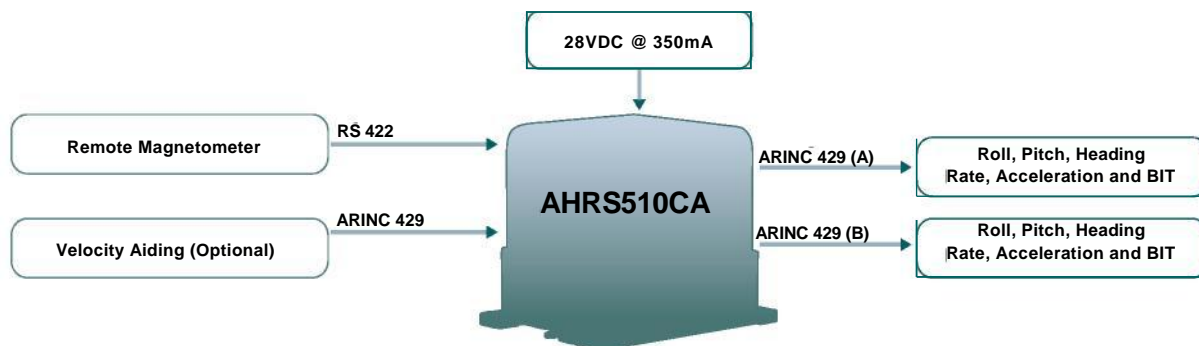 28VDC @ 350mA
Remote Magnetometer
RS 422
Velocity Aiding (Optional)
ARINC 429
AHRS510CA
ARINC 429 (A)
Roll, Pitch, Heading
Rate, Acceleration and BIT
ARINC 429 (B)
Roll, Pitch, Heading
Rate, Acceleration and BIT